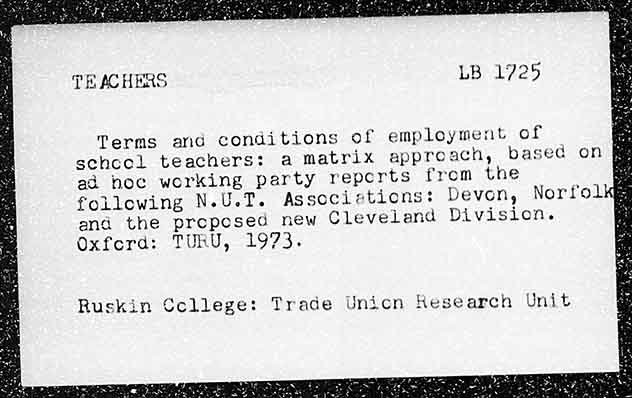 TEACHERS
LB 1725
Terms and conditions of employment of
school teachers: a matrix approach, based on
ad hoc working party reports from the
following N.U.T. Associations: Devon, Norfolk
and the proposed new Cleveland Division.
Oxford: TURU, 1973.
Ruskin College: Trade Union Research Unit